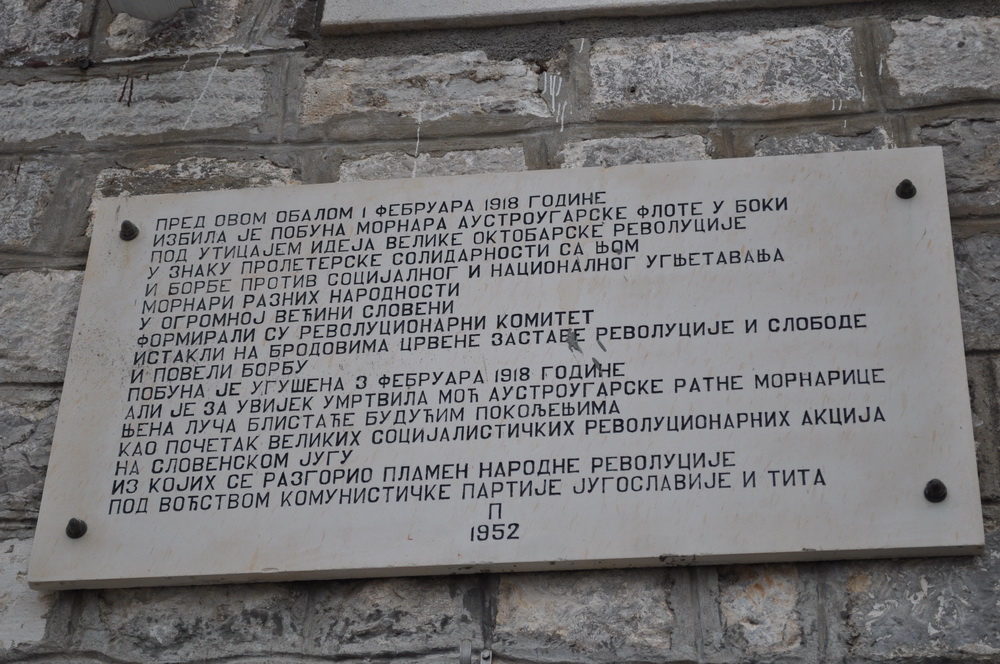 ПРЕД ОВОМ ОБАЛОМ 1 ФЕБРУАРА 1918 ГОДИНЕ
ИЗБИЛА ЈЕ ПОБУНА МОРНАРА АУСТРОУГАРСКЕ ФЛОТЕ У БОКИ
ПОД УТИЦАЈЕМ ИДЕЈА ВЕЛИКЕ ОКТОБАРСКЕ РЕВОЛУЦИЈЕ
У ЗНАКУ ПРОЛЕТЕРСКЕ СОЛИДАРНОСТИ СА ЊОМ
И БОРБЕ ПРОТИВ СОЦИЈАЛНОГ И НАЦИОНАЛНОГ УГЊЕТАВАЊА
МОРНАРИ РАЗНИХ НАРОДНОСТИ
У ОГРОМНОЈ ВЕЋИНИ СЛОВЕНИ
ФОРМИРАЛИ СУ РЕВОЛУЦИОНАРНИ КОМИТЕТ
ИСТАКЛИ НА БРОДОВИМА ЦРВЕНЕ ЗАСТАВЕ РЕВОЛУЦИЈЕ И СЛОБОДЕ
И ПОВЕЛИ БОРБУ
ПОБУНА ЈЕ УГУШЕНА 3 ФЕБРУАРА 1918 ГОДИНЕ
АЛИ ЈЕ ЗА УВИЈЕК УМРТВИЛА МОЋ АУСТРОУГАРСКЕ РАТНЕ МОРНАРИЦЕ
ЊЕНА ЛУЧА БЛИСТАЋЕ БУДУЋИМ ПОКОЉЕЊИМА
КАО ПОЧЕТАК ВЕЛИКИХ СОЦИЈАЛИСТИЧКИХ РЕВОЛУЦИОНАРНИХ АКЦИЈА
НА СЛОВЕНСКОМ ЈУГУ
ИЗ КОЈИХ СЕ РАЗГОРИО ПЛАМЕН НАРОДНЕ РЕВОЛУЦИЈЕ
ПОД ВОЂСТВОМ КОМУНИСТИЧКЕ ПАРТИЈЕ ЈУГОСЛАВИЈЕ И ТИТА
П
1952